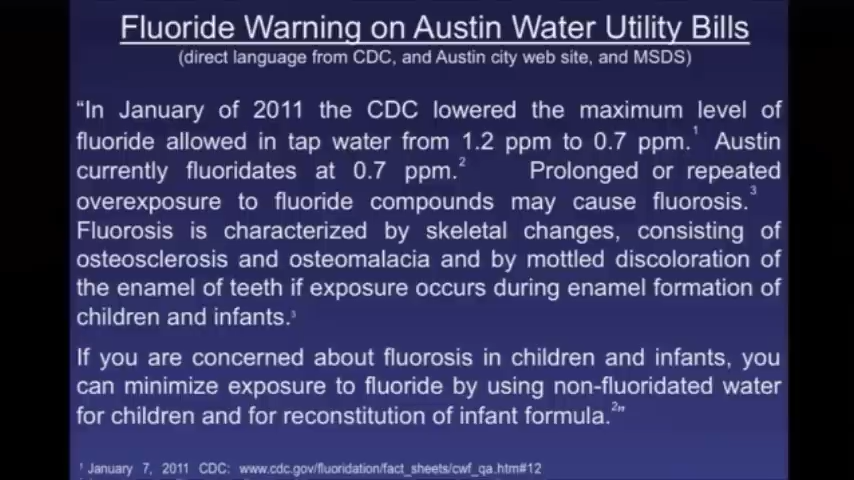 Fluoride Warning on Austin Water Utility Bills
(direct language from CDC, and Austin city web site, and MSDS)
“In January of 2011 the CDC lowered the maximum level of
fluoride allowed in tap water from 1.2 ppm to 0.7 ppm.1 Austin
currently fluoridates at 0.7 ppm.2 Prolonged or repeated
overexposure to fluoride compounds may cause fluorosis.3
Fluorosis is characterized by skeletal changes, consisting of
osteosclerosis and osteomalacia and by mottled discoloration of
the enamel of teeth if exposure occurs during enamel formation of
children and infants.3
If you are concerned about fluorosis in children and infants, you
can minimize exposure to fluoride by using non-fluoridated water
for children and for reconstitution of infant formula.2”
1 January 7, 2011 CDC: www.cdc.gov/fluoridation/fact_sheets/cwf_qa.htm#12